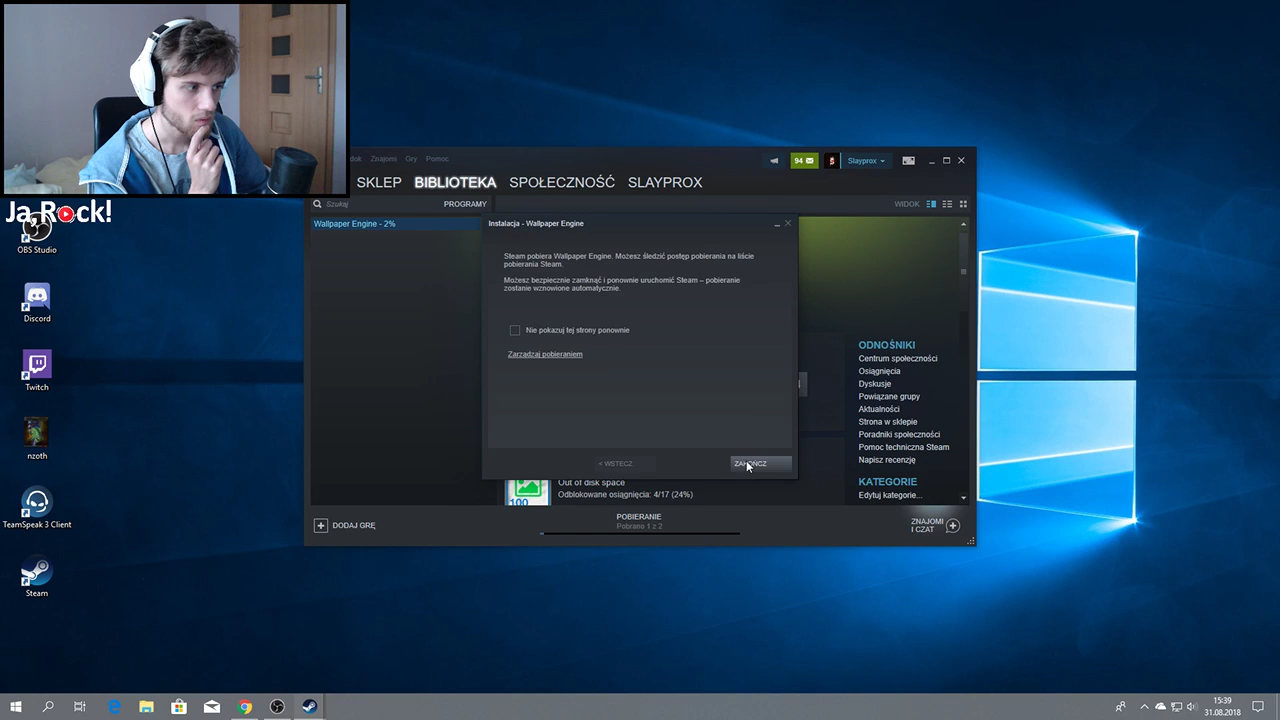 Ja, Rock!
OBS Studio
Discord
Twitch
nzoth
TeamSpeak 3 Client
Steam
Znajomi Gry Pomoc
94
Slayprox
SKLEP BIBLIOTEKA SPOŁECZNOŚĆ SLAYPROX
Szukaj PROGRAMY
WIDOK
Wallpaper Engine - 2%
Instalacja - Wallpaper Engine
Steam pobiera Wallpaper Engine. Możesz śledzić postęp pobierania na liście
pobierania Steam.
Możesz bezpiecznie zamknąć i ponownie uruchomić Steam – pobieranie
zostanie wznowione automatycznie.
Nie pokazuj tej strony ponownie
Zarządzaj pobieraniem
< WSTECZ
ODNOŚNIKI
Centrum społeczności
Osiągnięcia
Dyskusje
Powiązane grupy
Aktualności
Strona w sklepie
Poradniki społeczności
Pomoc techniczna Steam
Napisz recenzję
KATEGORIE
Edytuj kategorie...
100
Out of disk space
Odblokowane osiągnięcia: 4/17 (24%)
DODAJ GRĘ
POBIERANIE
Pobrano 1 z 2
ZNAJOMI
I CZAT
15:39
31.08.2018